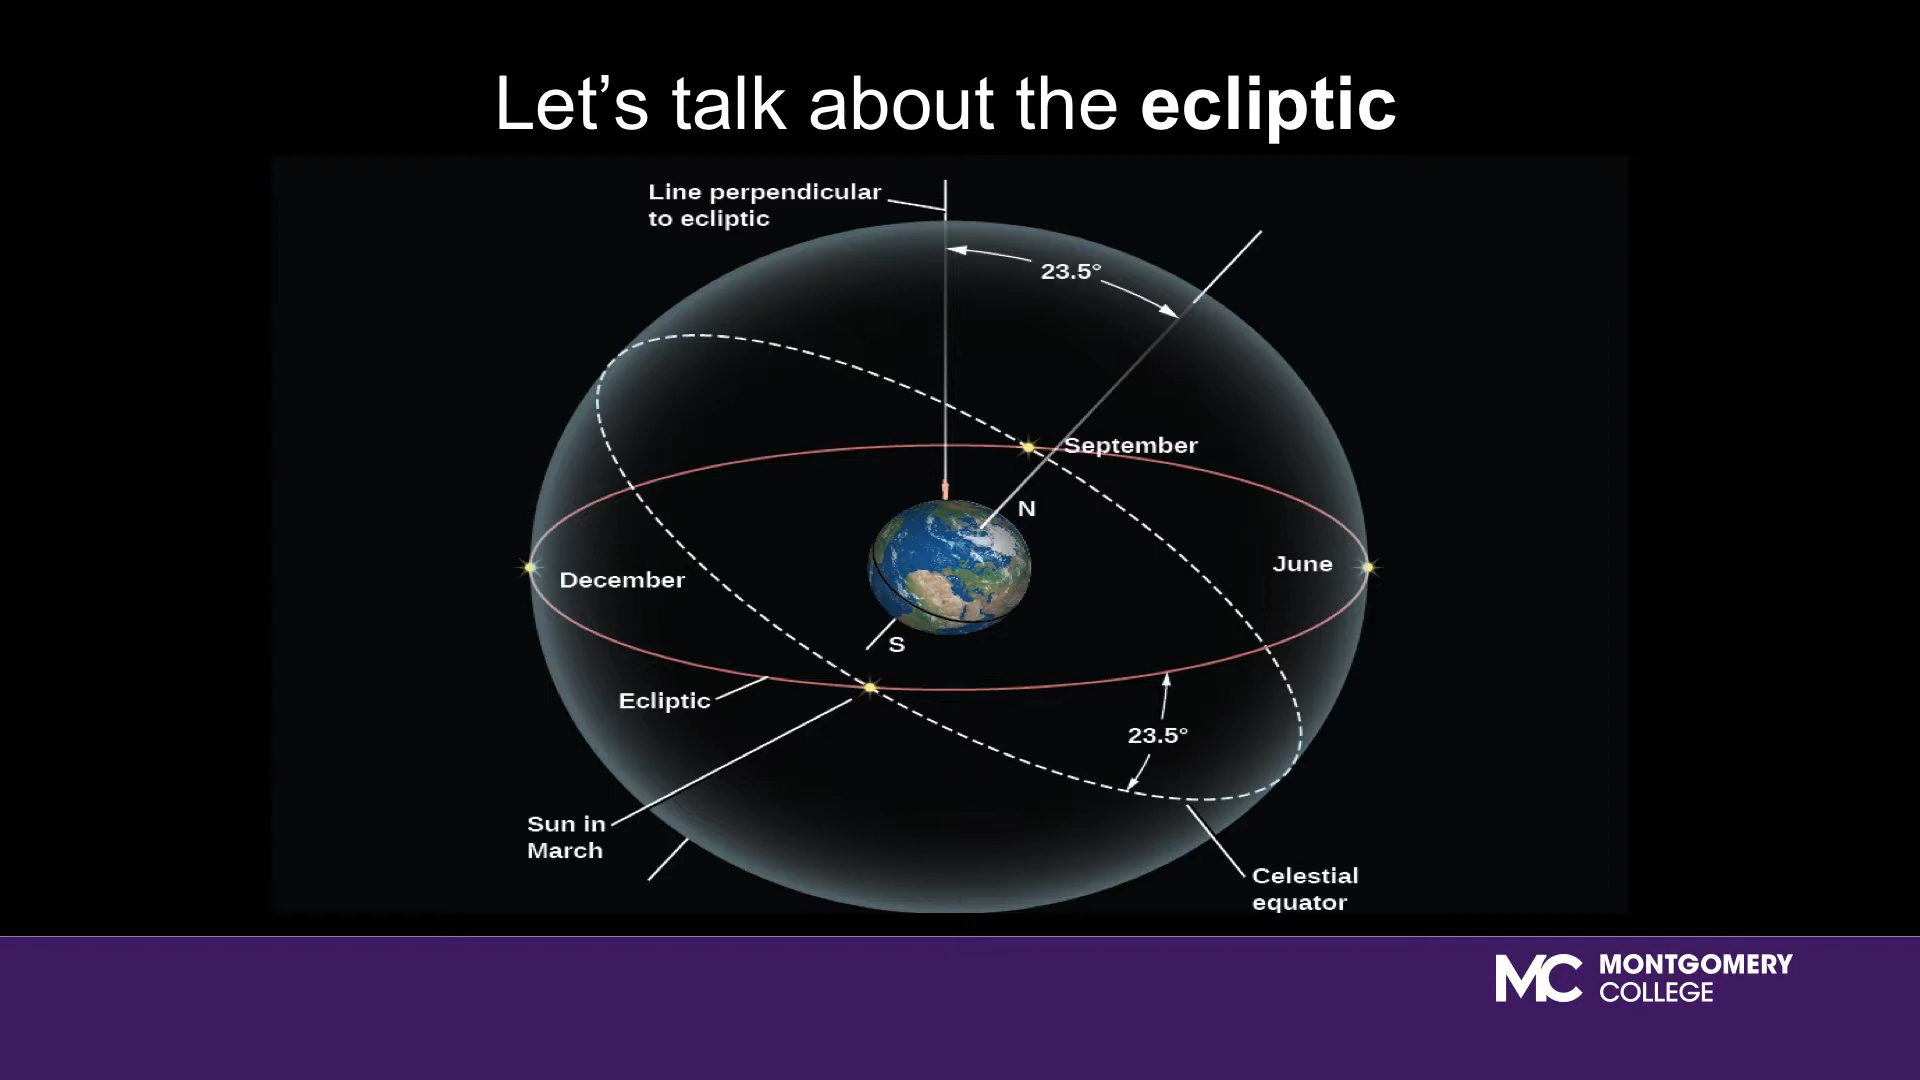 Let’s talk about the ecliptic
Line perpendicular
to ecliptic
23.5°
September
N
June
December
S
Ecliptic
23.5°
Sun in
March
Celestial
equator
MC MONTGOMERY
COLLEGE